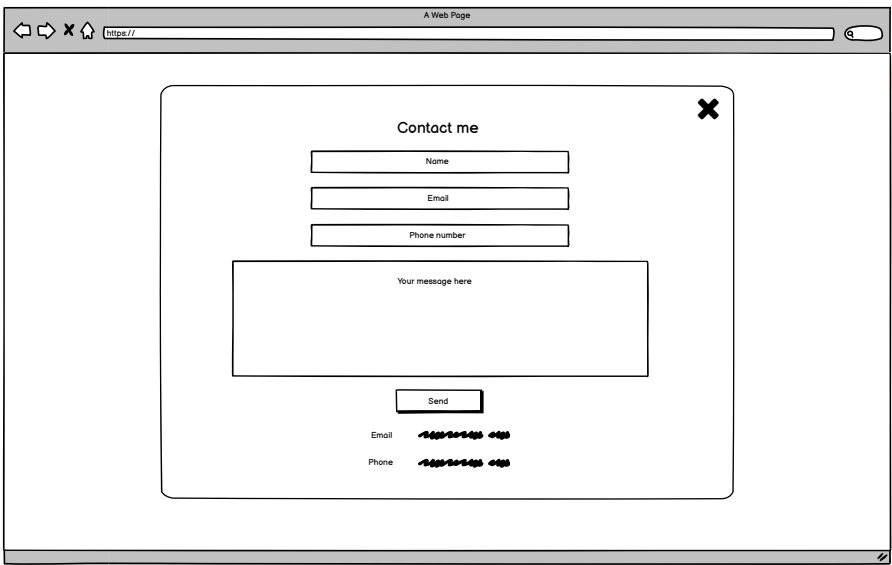 A Web Page
https://
Contact me
Name
Email
Phone number
Your message here
Send
Email
Phone